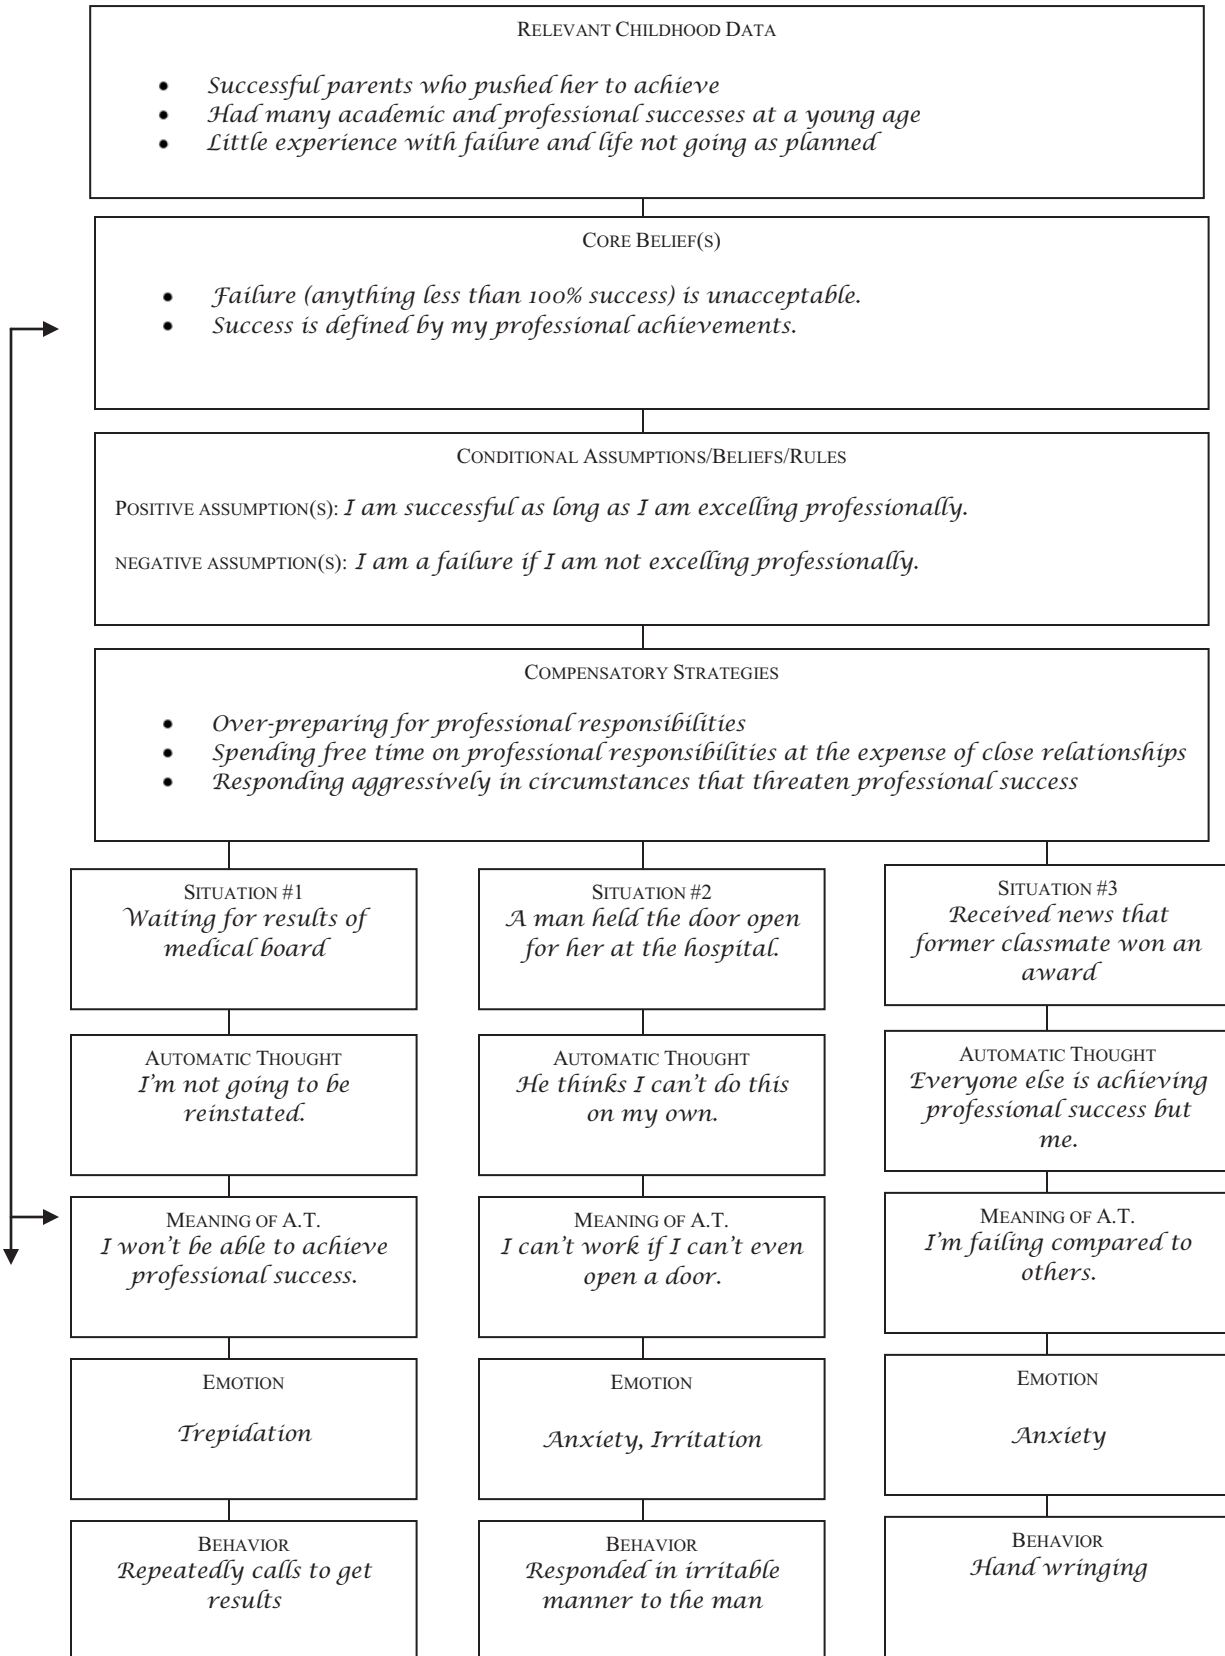 RELEVANT CHILDHOOD DATA
• Successful parents who pushed her to achieve
• Had many academic and professional successes at a young age
• Little experience with failure and life not going as planned
CORE BELIEF(S)
• Failure (anything less than 100% success) is unacceptable.
• Success is defined by my professional achievements.
CONDITIONAL ASSUMPTIONS/BELIEFS/RULES
POSITIVE ASSUMPTION(S): I am successful as long as I am excelling professionally.
NEGATIVE ASSUMPTION(S): I am a failure if I am not excelling professionally.
COMPENSATORY STRATEGIES
• Over-preparing for professional responsibilities
• Spending free time on professional responsibilities at the expense of close relationships
• Responding aggressively in circumstances that threaten professional success
SITUATION #1
Waiting for results of
medical board
SITUATION #2
A man held the door open
for her at the hospital.
SITUATION #3
Received news that
former classmate won an
award
AUTOMATIC THOUGHT
I'm not going to be
reinstated.
AUTOMATIC THOUGHT
He thinks I can't do this
on my own.
AUTOMATIC THOUGHT
Everyone else is achieving
professional success but
me.
MEANING OF A.T.
I won't be able to achieve
professional success.
MEANING OF A.T.
I can't work if I can't even
open a door.
MEANING OF A.T.
I'm failing compared to
others.
EMOTION
Trepidation
EMOTION
Anxiety, Irritation
EMOTION
Anxiety
BEHAVIOR
Repeatedly calls to get
results
BEHAVIOR
Responded in irritable
manner to the man
BEHAVIOR
Hand wringing